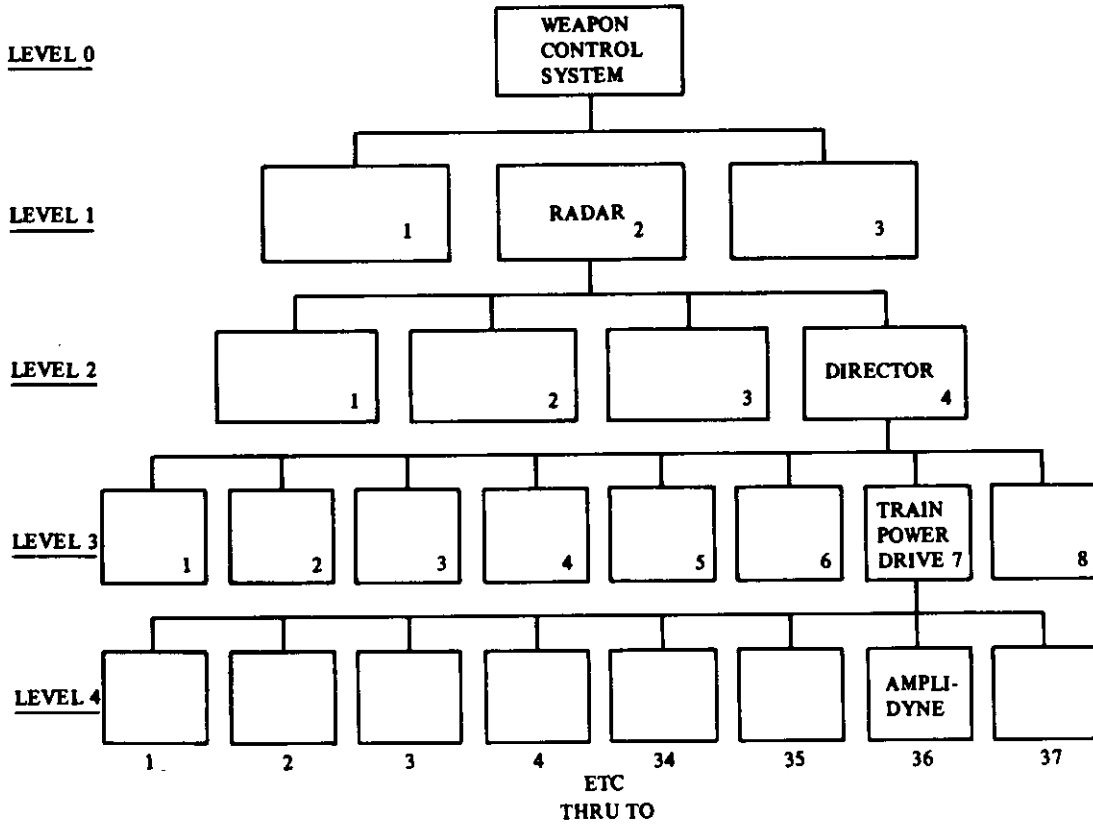 LEVEL 0
WEAPON
CONTROL
SYSTEM
LEVEL 1
1
RADAR 2
3
LEVEL 2
1
2
3
DIRECTOR 4
LEVEL 3
1
2
3
4
5
6
TRAIN
POWER
DRIVE 7
8
LEVEL 4
AMPLI-
DYNE
1 2 3 4 34 35 36 37
ETC
THRU TO